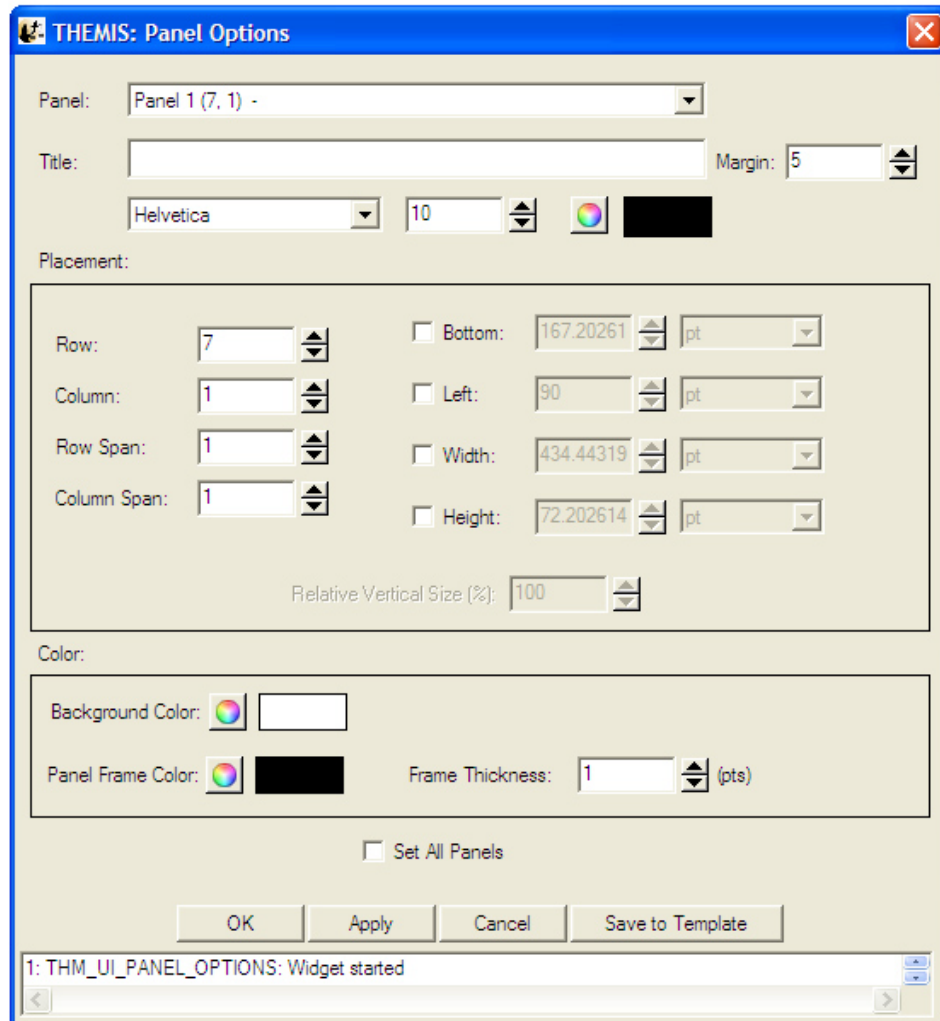 THEMIS: Panel Options
Panel: Panel 1 (7, 1) -
Title: Margin: 5
Helvetica 10
Placement:
Row: 7 Bottom: 167.20261 pt
Column: 1 Left: 90 pt
Row Span: 1 Width: 434.44319 pt
Column Span: 1 Height: 72.202614 pt
Relative Vertical Size (%): 100
Color:
Background Color:
Panel Frame Color: Frame Thickness: 1 (pts)
Set All Panels
OK Apply Cancel Save to Template
1: THM_UI_PANEL_OPTIONS: Widget started